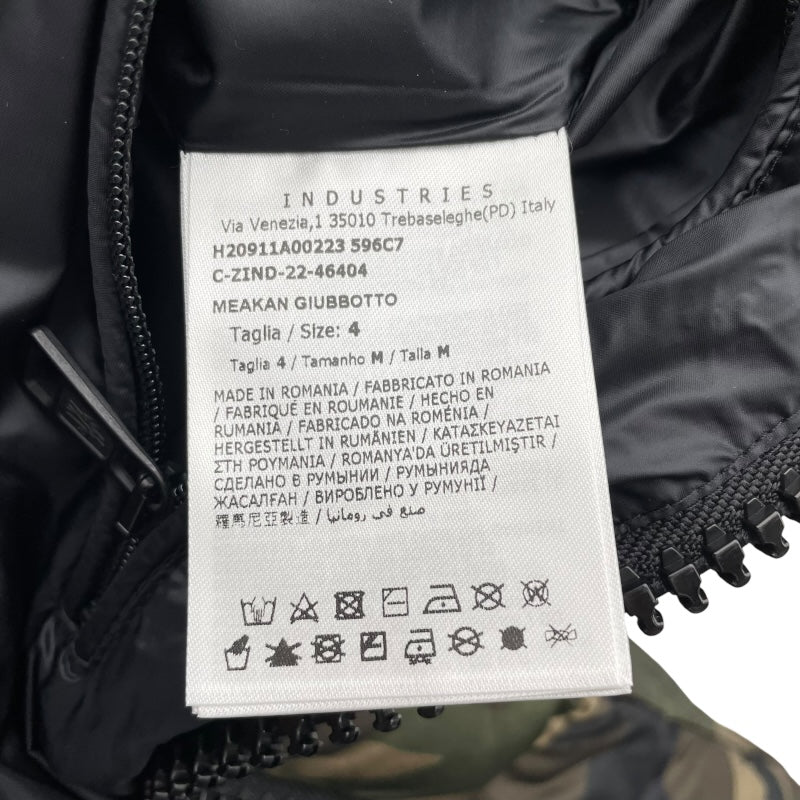 INDUSTRIES
Via Venezia,1 35010 Trebaseleghe(PD) Italy
H20911A00223 596C7
C-ZIND-22-46404
MEAKAN GIUBBOTTO
Taglia / Size: 4
Taglia 4 / Tamanho M / Talla M
MADE IN ROMANIA / FABBRICATO IN ROMANIA
/ FABRIQUÉ EN ROUMANIE / HECHO EN
RUMANIA / FABRICADO NA ROMÉNIA /
HERGESTELLT IN RUMÄNIEN / ΚΑΤΑΣΚΕΥΑΖΕΤΑΙ
ΣΤΗ ΡΟΥΜΑΝΙΑ / ROMANYA'DA ÜRETILMIŞTIR /
СДЕЛАНО В РУМЫНИИ / РУМЫНИЯДА
ЖАСАЛҒАН / ВИРОБЛЕНО У РУМУНІЇ /
羅馬尼亞製造 / صنع في رومانيا